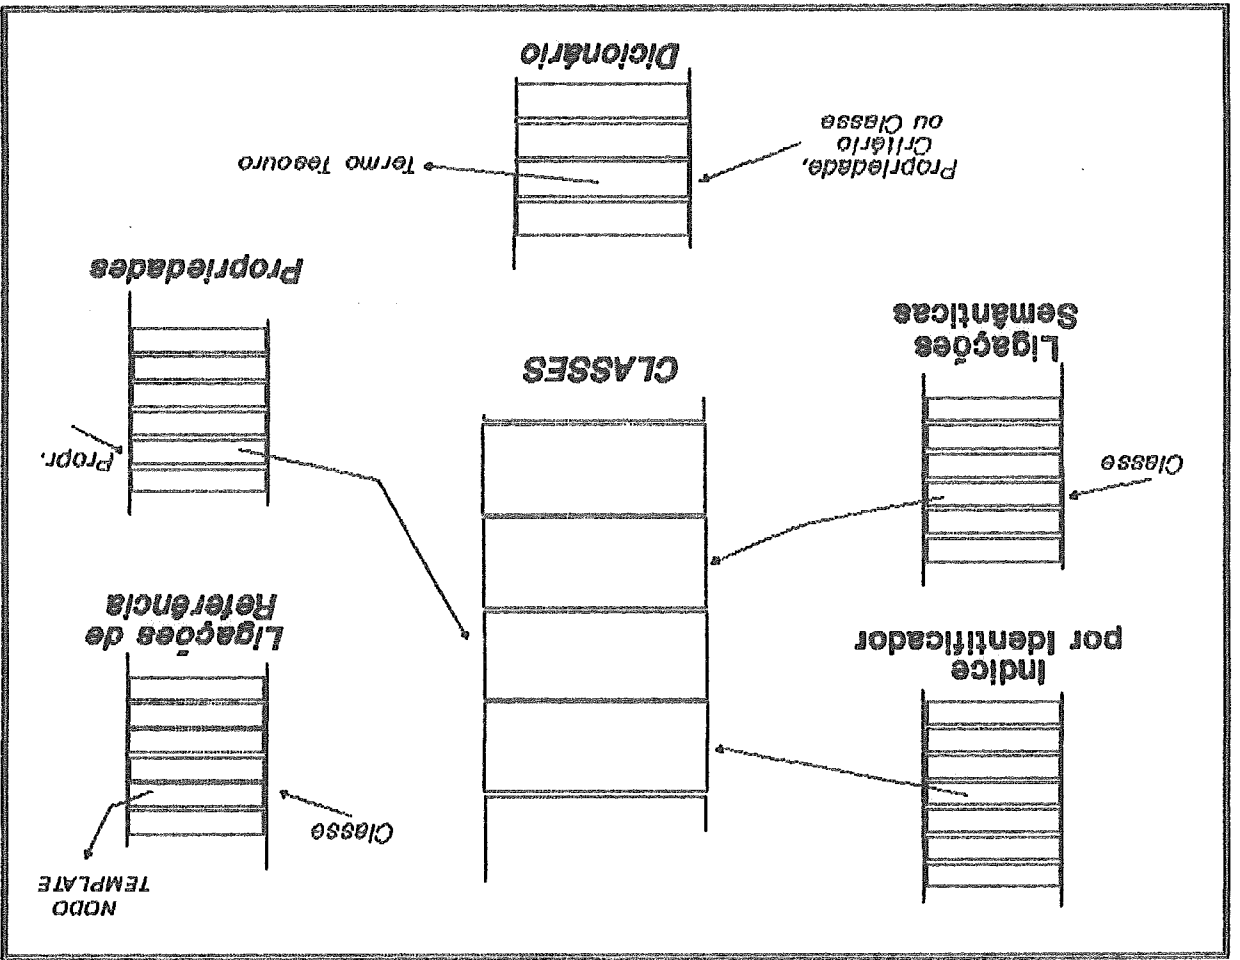 NODO
TEMPLATE
Classe
Indice
por Identificador
Ligações de
Referência
Classe
Propr.
Ligações
Semânticas
CLASSES
Propriedades
Propriedade,
Critério
ou Classe
Termo Tesouro
Dicionário